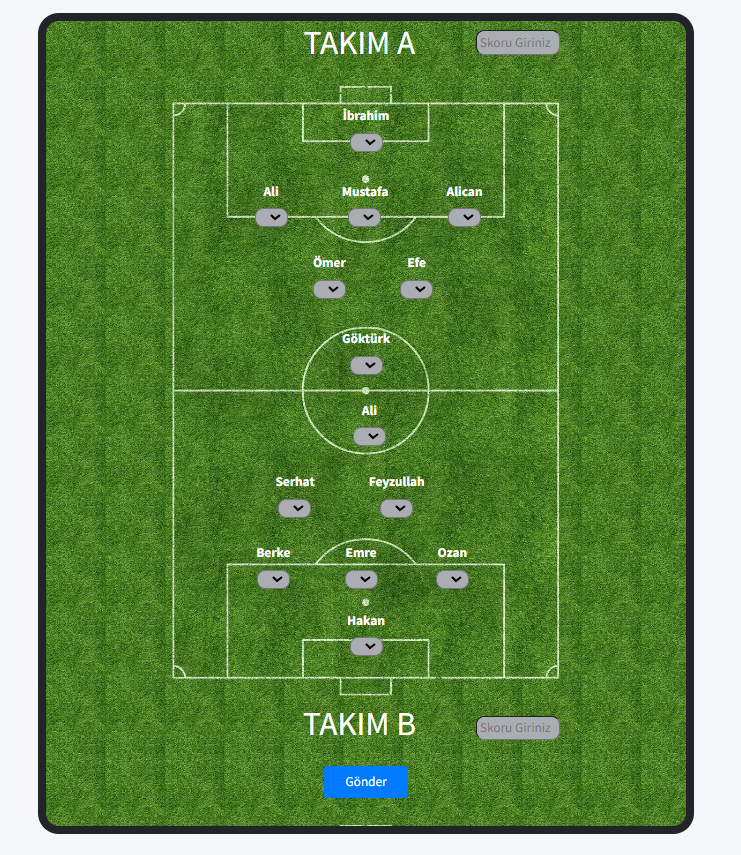 TAKIM A Skoru Giriniz
İbrahim
Ali Mustafa Alican
Ömer Efe
Göktürk
Ali
Serhat Feyzullah
Berke Emre Ozan
Hakan
TAKIM B Skoru Giriniz
Gönder